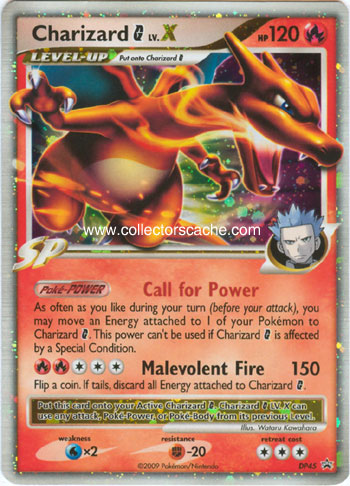 Charizard G LV.X HP 120
LEVEL-UP Put onto Charizard G
www.collectorscache.com
SP
Poké-POWER Call for Power
As often as you like during your turn (before your attack), you
may move an Energy attached to 1 of your Pokémon to
Charizard G. This power can't be used if Charizard G is affected
by a Special Condition.
Malevolent Fire 150
Flip a coin. If tails, discard all Energy attached to Charizard G.
Put this card onto your Active Charizard G. Charizard G LV.X can
use any attack, Poké-Power, or Poké-Body from its previous Level.
Illus. Wataru Kawahara
weakness resistance retreat cost
×2 -20
©2009 Pokémon/Nintendo DP45
PROMO